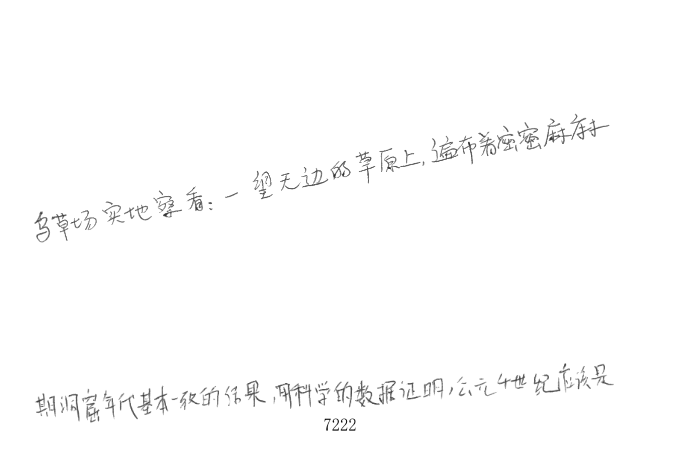 乌草场实地察看:一望无边的草原上,遍布着密密麻麻
期洞窟年代基本一致的结果,用科学的数据证明,公元4世纪应该是
7222